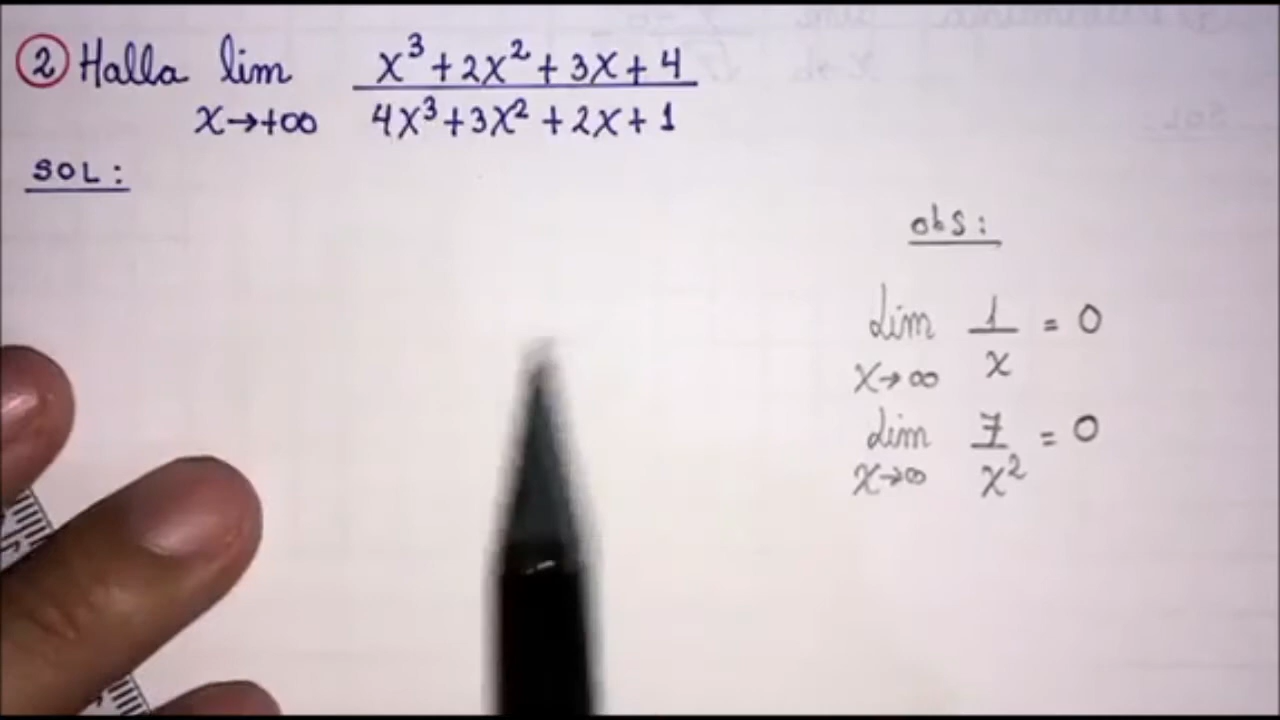 ② Halla lim x³+2x²+3x+4
x→+∞ 4x³+3x²+2x+1
SOL:
obs:
Lim 1 = 0
x→∞ x
Lim 7 = 0
x→∞ x²